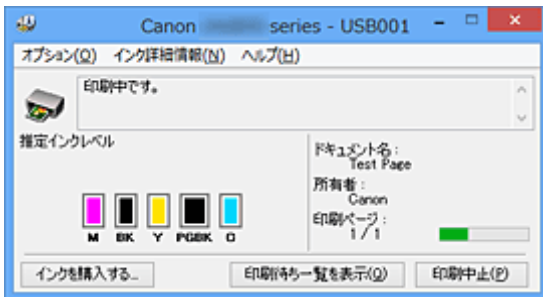 Canon series - USB001
オプション(O) インク詳細情報(N) ヘルプ(H)
印刷中です。
推定インクレベル
M BK Y PGBK C
ドキュメント名:
Test Page
所有者:
Canon
印刷ページ:
1 / 1
インクを購入する...
印刷待ち一覧を表示(Q)
印刷中止(P)